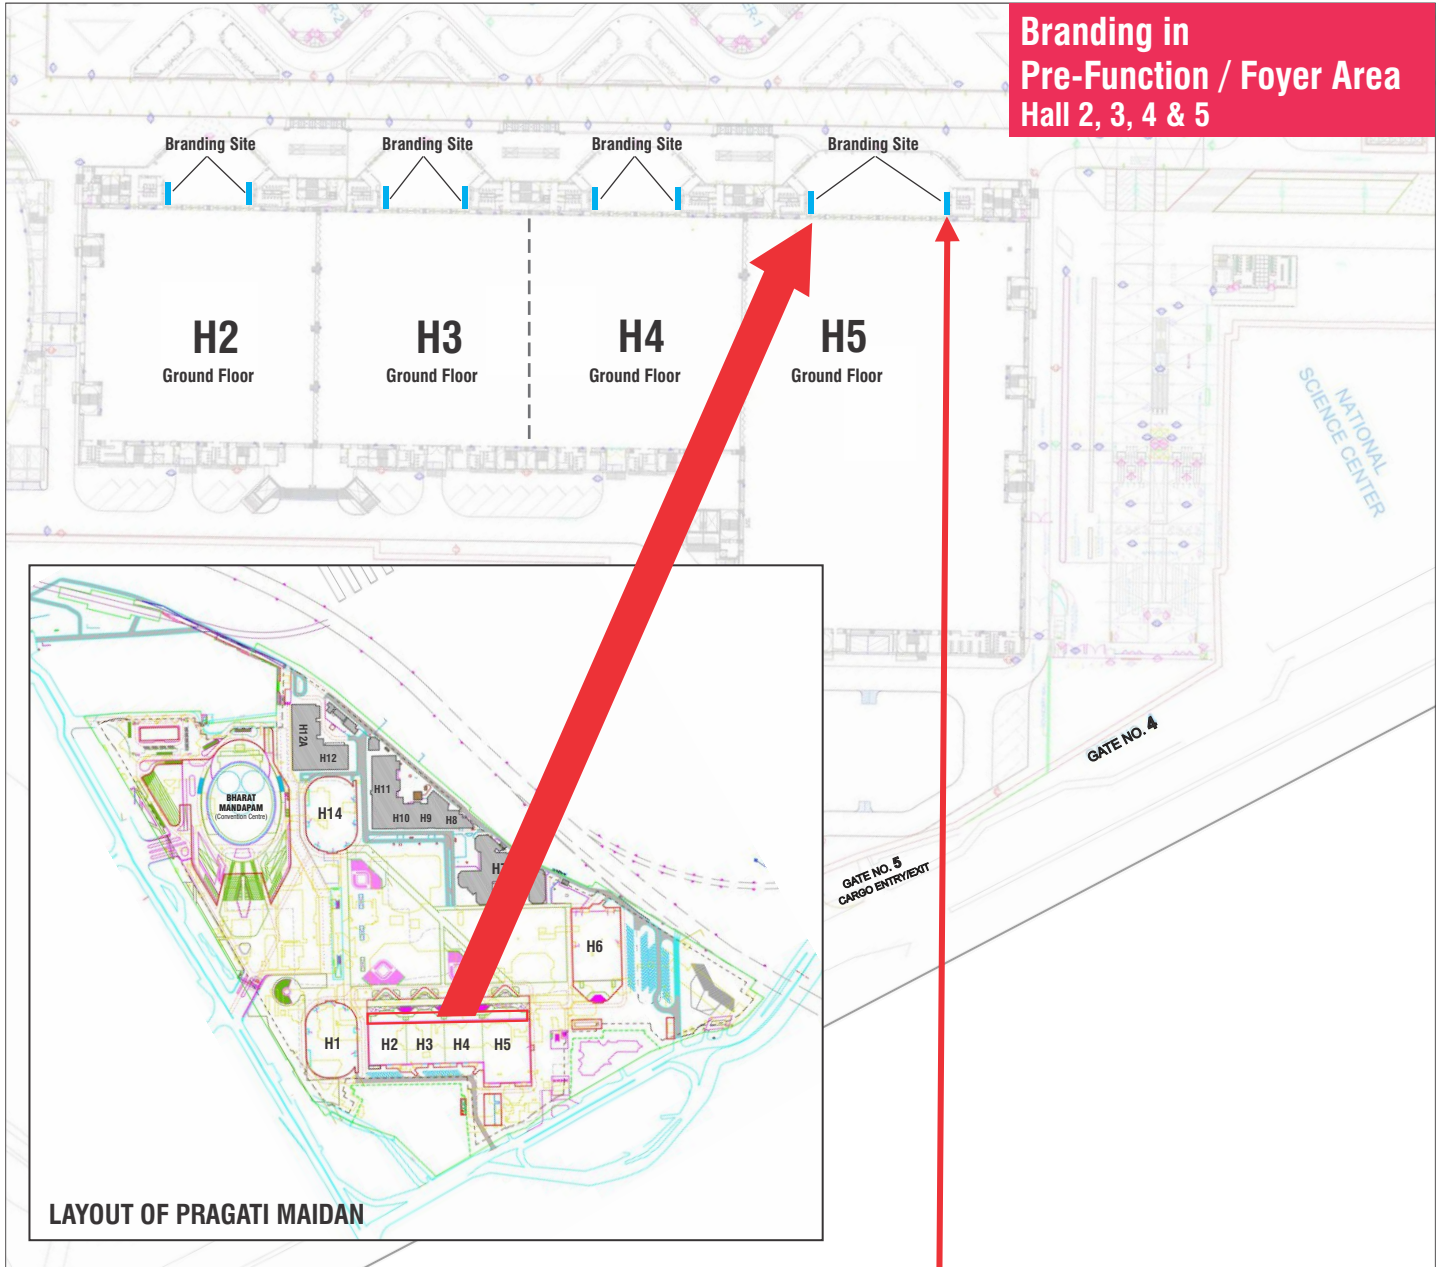 Branding in
Pre-Function / Foyer Area
Hall 2, 3, 4 & 5
Branding Site
Branding Site
Branding Site
Branding Site
H2
Ground Floor
H3
Ground Floor
H4
Ground Floor
H5
Ground Floor
NATIONAL
SCIENCE CENTER
GATE NO. 4
GATE NO. 5
CARGO ENTRY/EXIT
H12A
H12
BHARAT
MANDAPAM
(Convention Centre)
H14
H11
H10
H9
H8
H6
H1
H2
H3
H4
H5
LAYOUT OF PRAGATI MAIDAN